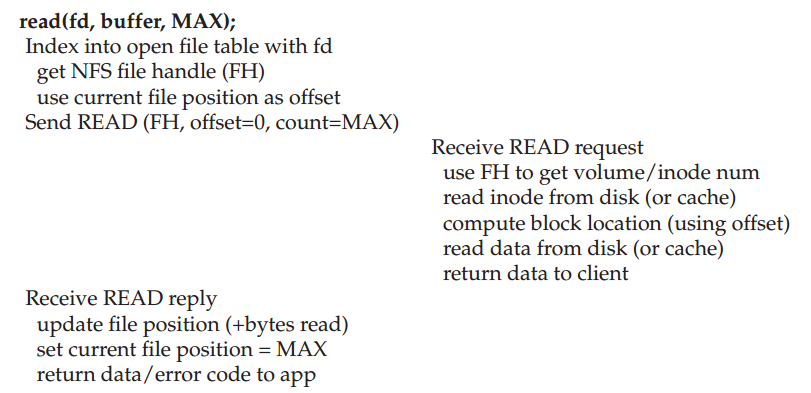 read(fd, buffer, MAX);
Index into open file table with fd
get NFS file handle (FH)
use current file position as offset
Send READ (FH, offset=0, count=MAX)
Receive READ request
use FH to get volume/inode num
read inode from disk (or cache)
compute block location (using offset)
read data from disk (or cache)
return data to client
Receive READ reply
update file position (+bytes read)
set current file position = MAX
return data/error code to app